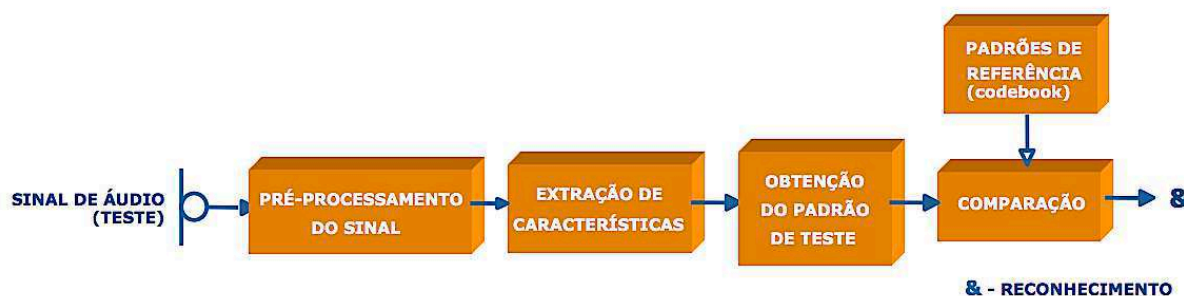 PADRÕES DE
REFERÊNCIA
(codebook)
SINAL DE ÁUDIO
(TESTE)
PRÉ-PROCESSAMENTO
DO SINAL
EXTRAÇÃO DE
CARACTERÍSTICAS
OBTENÇÃO
DO PADRÃO
DE TESTE
COMPARAÇÃO
&
& - RECONHECIMENTO